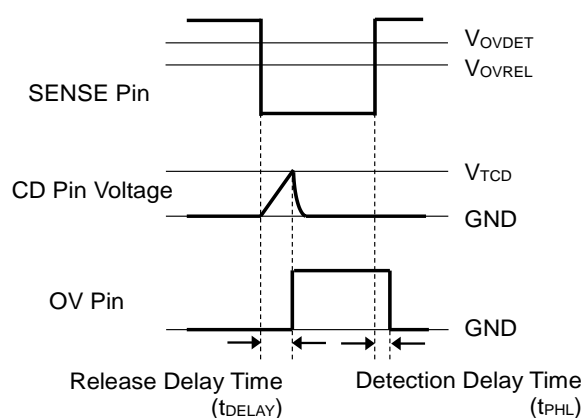 VOVDET
VOVREL
SENSE Pin
VTCD
CD Pin Voltage
GND
OV Pin
GND
Release Delay Time
(tDELAY)
Detection Delay Time
(tPHL)